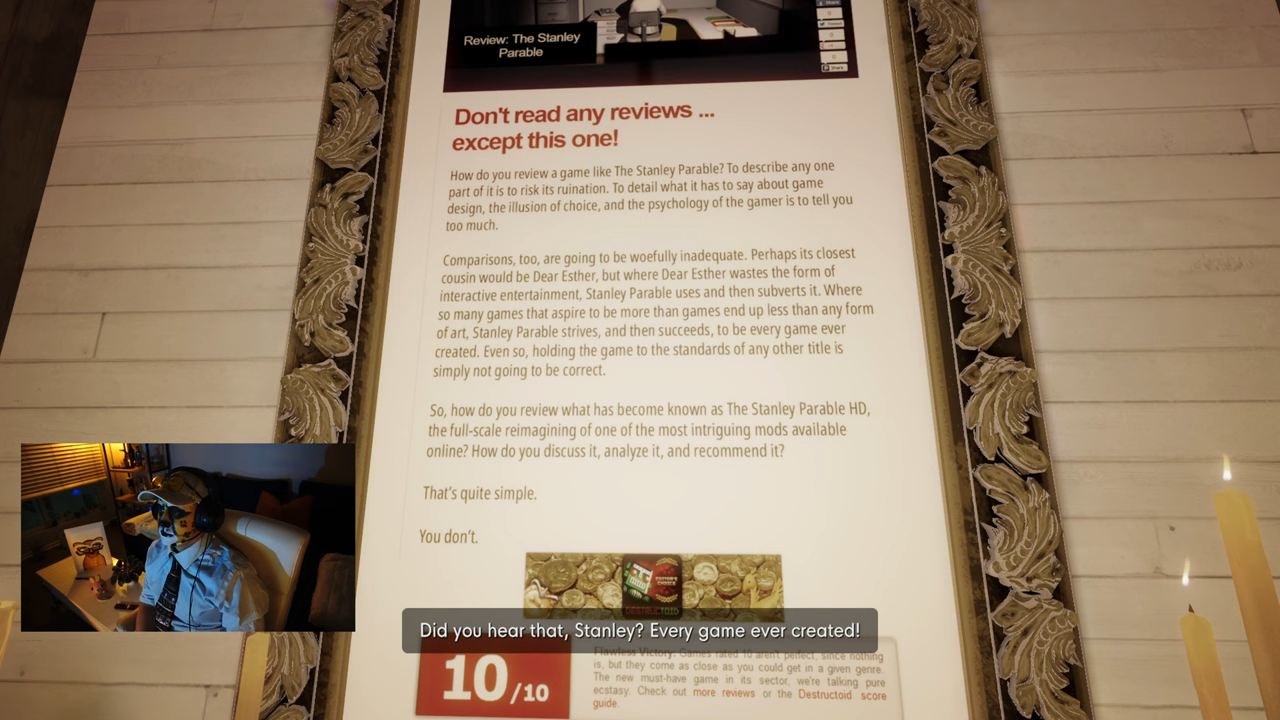 Review: The Stanley
Parable
Share
Tweet
0
0
0
Share
Don't read any reviews ...
except this one!
How do you review a game like The Stanley Parable? To describe any one
part of it is to risk its ruination. To detail what it has to say about game
design, the illusion of choice, and the psychology of the gamer is to tell you
too much.
Comparisons, too, are going to be woefully inadequate. Perhaps its closest
cousin would be Dear Esther, but where Dear Esther wastes the form of
interactive entertainment, Stanley Parable uses and then subverts it. Where
so many games that aspire to be more than games end up less than any form
of art, Stanley Parable strives, and then succeeds, to be every game ever
created. Even so, holding the game to the standards of any other title is
simply not going to be correct.
So, how do you review what has become known as The Stanley Parable HD,
the full-scale reimagining of one of the most intriguing mods available
online? How do you discuss it, analyze it, and recommend it?
That's quite simple.
You don't.
EDITOR'S
CHOICE
DESTRUCTOID
Did you hear that, Stanley? Every game ever created!
10/10
Flawless Victory: Games rated 10 aren't perfect, since nothing
is, but they come as close as you could get in a given genre.
The new must-have game in its sector, we're talking pure
ecstasy. Check out more reviews or the Destructoid score
guide.